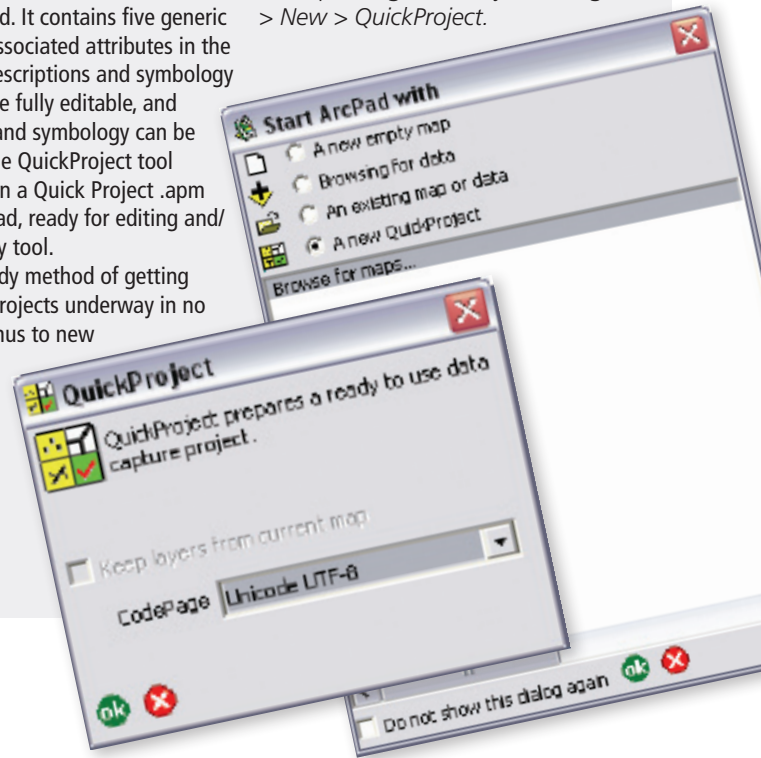 d. It contains five generic
ssociated attributes in the
escriptions and symbology
e fully editable, and
and symbology can be
e QuickProject tool
n a Quick Project .apm
ad, ready for editing and/
y tool.
dy method of getting
rojects underway in no
nus to new
> New > QuickProject.
Start ArcPad with
A new empty map
Browsing for data
An existing map or data
A new QuickProject
Browse for maps...
Do not show this dialog again
ok
QuickProject
QuickProject prepares a ready to use data
capture project.
Keep layers from current map
CodePage Unicode UTF-8
ok